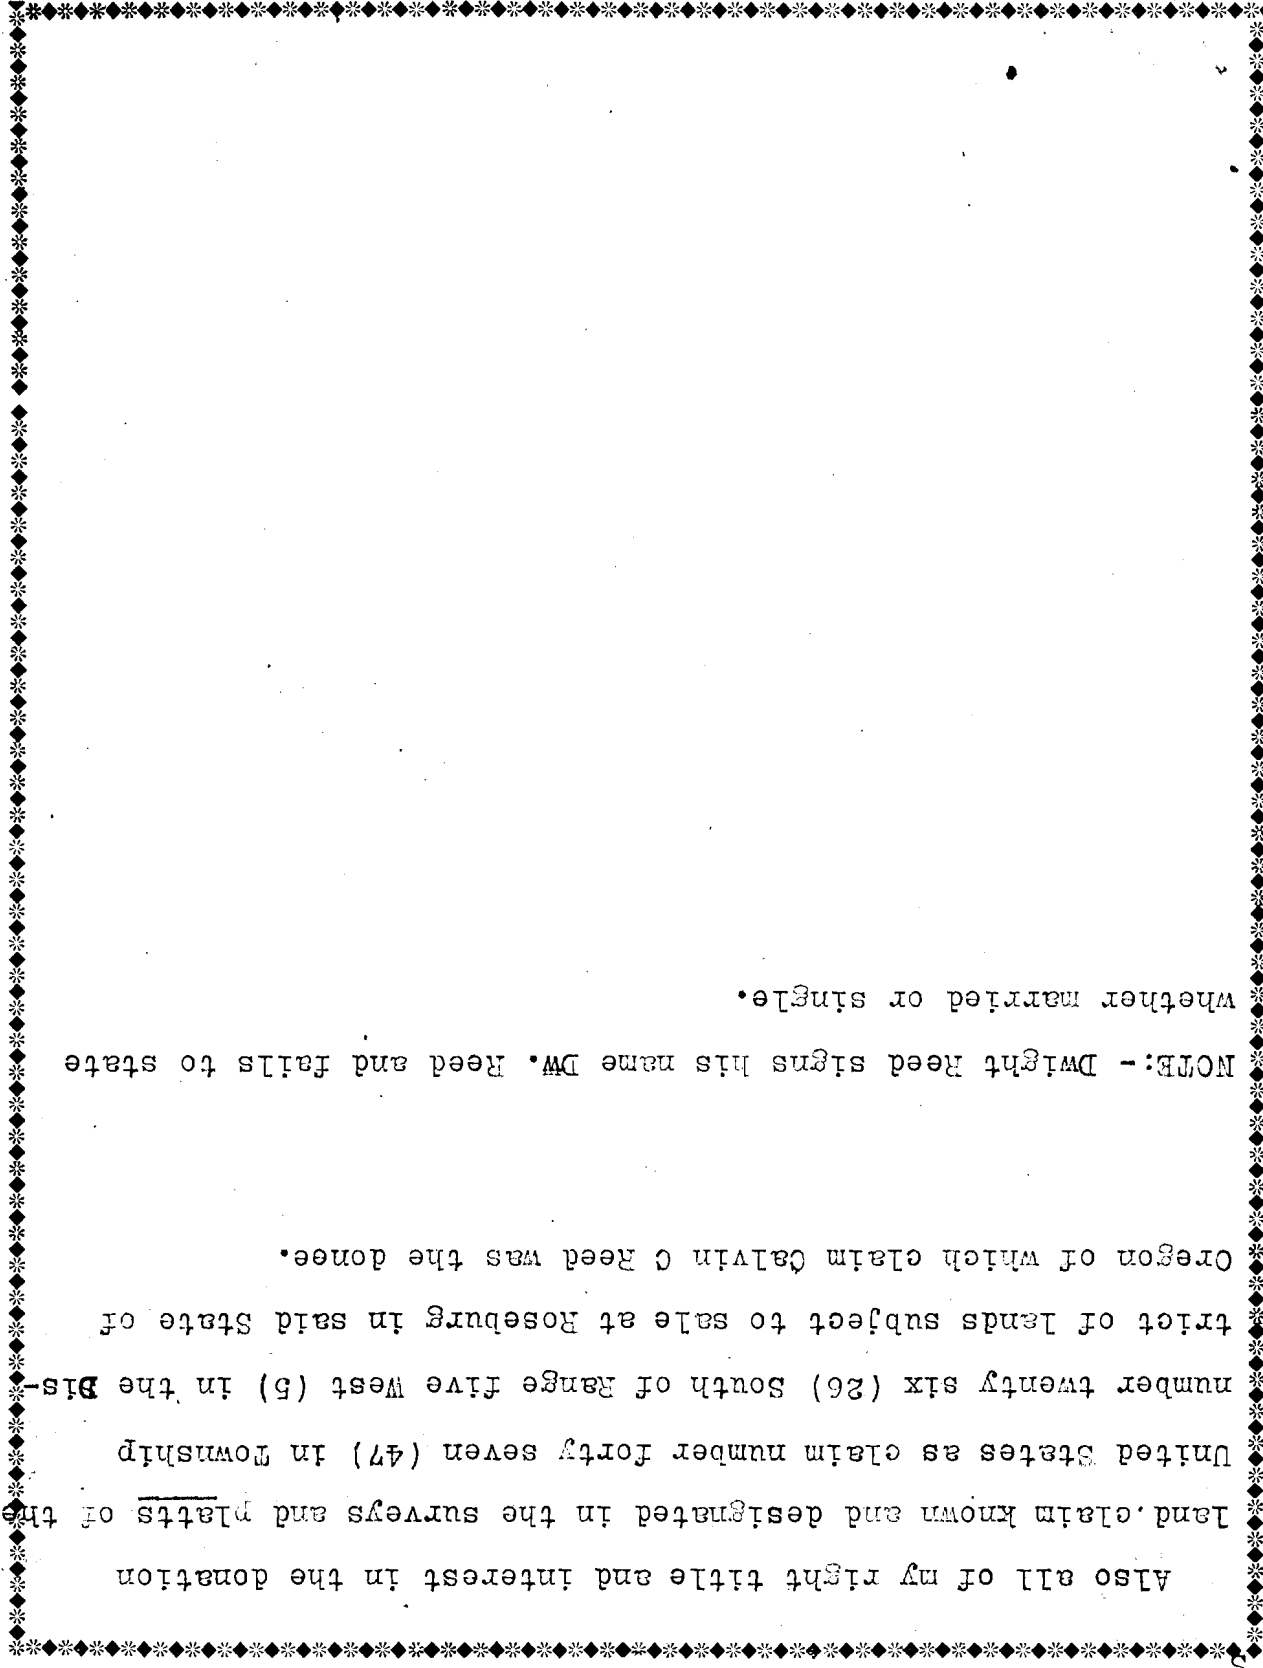 Also all of my right title and interest in the donation
land claim known and designated in the surveys and platts of the
United States as claim number forty seven (47) in Township
number twenty six (26) South of Range five West (5) in the Dis-
trict of lands subject to sale at Roseburg in said State of
Oregon of which claim Calvin C Reed was the donee.
NOTE:- Dwight Reed signs his name DW. Reed and fails to state
whether married or single.